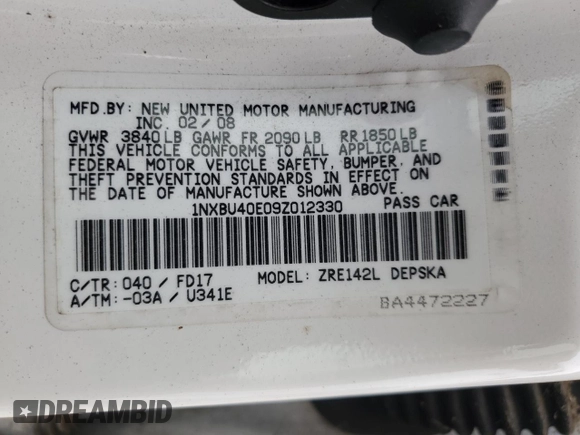 MFD.BY: NEW UNITED MOTOR MANUFACTURING
INC. 02/08
GVWR 3840LB GAWR FR 2090LB RR 1850LB
THIS VEHICLE CONFORMS TO ALL APPLICABLE
FEDERAL MOTOR VEHICLE SAFETY, BUMPER, AND
THEFT PREVENTION STANDARDS IN EFFECT ON
THE DATE OF MANUFACTURE SHOWN ABOVE.
1NXBU40E09Z012330 PASS CAR
C/TR: 040 / FD17 MODEL: ZRE142L DEPSKA
A/TM: -03A / U341E
BA4472227
DREAMBID